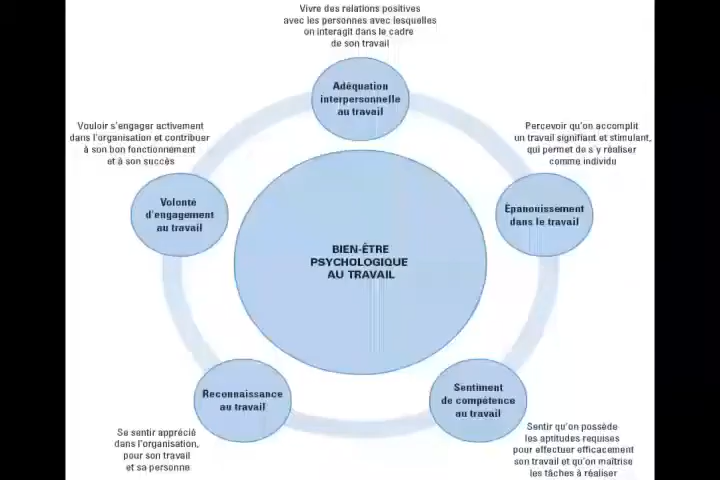 Vivre des relations positives
avec les personnes avec lesquelles
on interagit dans le cadre
de son travail
Adéquation
interpersonnelle
au travail
Vouloir s'engager activement
dans l'organisation et contribuer
à son bon fonctionnement
et à son succès
Volonté
d'engagement
au travail
Percevoir qu'on accomplit
un travail signifiant et stimulant,
qui permet de s'y réaliser
comme individu
Épanouissement
dans le travail
BIEN-ÊTRE
PSYCHOLOGIQUE
AU TRAVAIL
Reconnaissance
au travail
Se sentir apprécié
dans l'organisation,
pour son travail
et sa personne
Sentiment
de compétence
au travail
Sentir qu'on possède
les aptitudes requises
pour effectuer efficacement
son travail et qu'on maîtrise
les tâches à réaliser